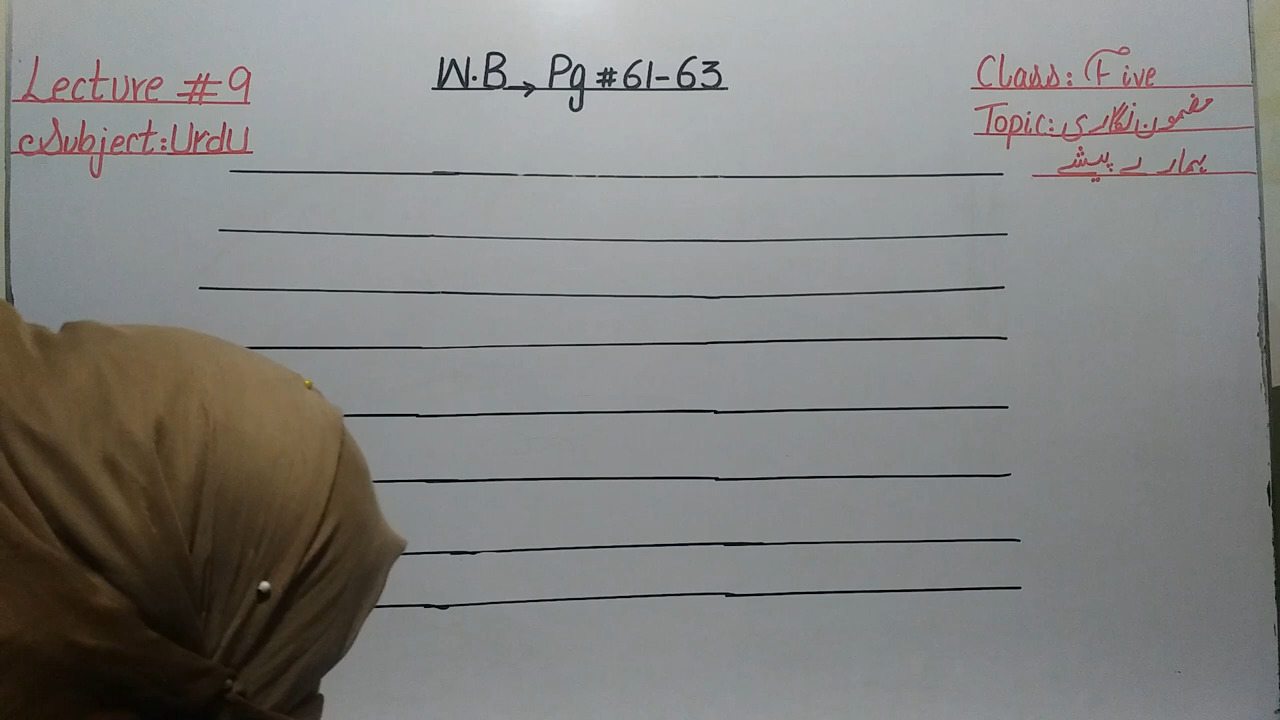 Lecture #9
Subject: Urdu
W.B → Pg # 61-63
Class: Five
Topic: مضمون نگاری
ہمارے پیشے